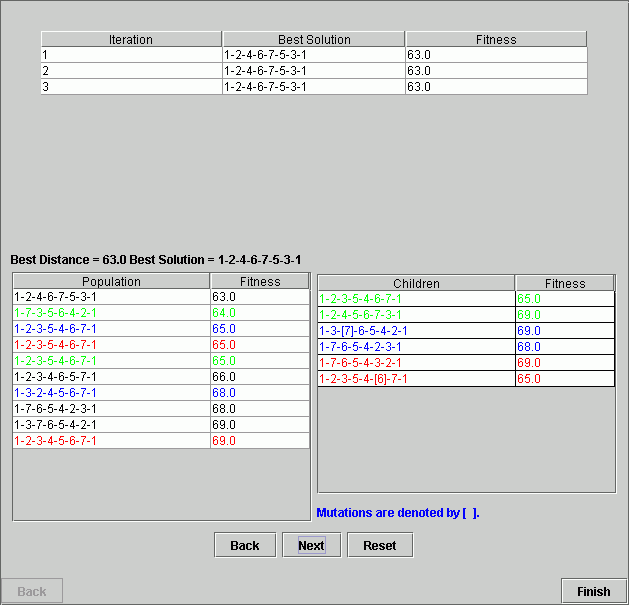 Iteration Best Solution Fitness
1 1-2-4-6-7-5-3-1 63.0
2 1-2-4-6-7-5-3-1 63.0
3 1-2-4-6-7-5-3-1 63.0
Best Distance = 63.0 Best Solution = 1-2-4-6-7-5-3-1
Population Fitness
1-2-4-6-7-5-3-1 63.0
1-7-3-5-6-4-2-1 64.0
1-2-3-5-4-6-7-1 65.0
1-2-3-5-4-6-7-1 65.0
1-2-3-5-4-6-7-1 65.0
1-2-3-4-6-5-7-1 66.0
1-3-2-4-5-6-7-1 68.0
1-7-6-5-4-2-3-1 68.0
1-3-7-6-5-4-2-1 69.0
1-2-3-4-5-6-7-1 69.0
Children Fitness
1-2-3-5-4-6-7-1 65.0
1-2-4-5-6-7-3-1 69.0
1-3-[7]-6-5-4-2-1 69.0
1-7-6-5-4-2-3-1 68.0
1-7-6-5-4-3-2-1 69.0
1-2-3-5-4-[6]-7-1 65.0
Mutations are denoted by [ ].
Back Next Reset
Back Finish